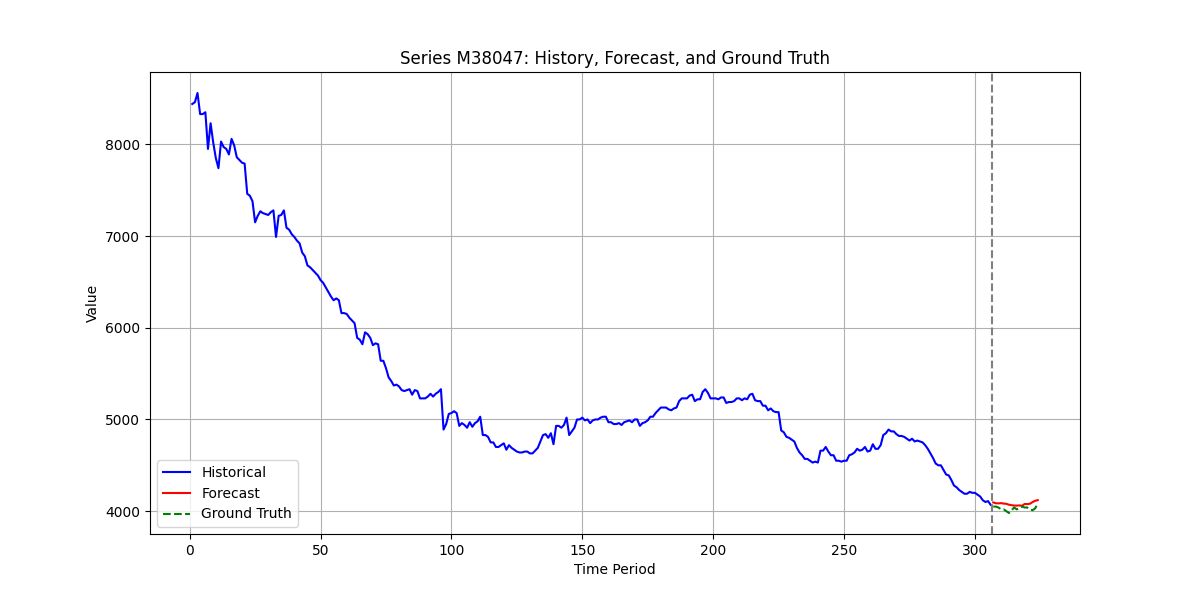 Series M38047: History, Forecast, and Ground Truth
Value
8000
7000
6000
5000
4000
Historical
Forecast
Ground Truth
0 50 100 150 200 250 300
Time Period